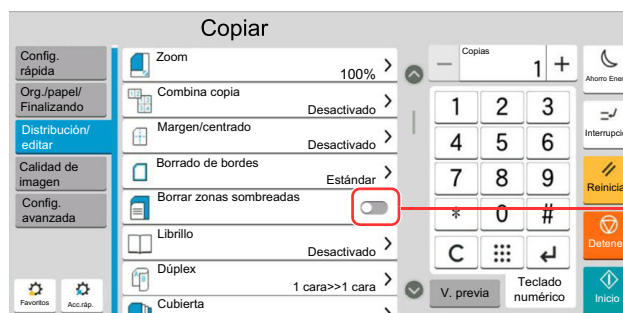 Copiar
Config.
rápida
Org./papel/
Finalizando
Distribución/
editar
Calidad de
imagen
Config.
avanzada
Favoritos
Acc.ráp.
Zoom
100%
Combina copia
Desactivado
Margen/centrado
Desactivado
Borrado de bordes
Estándar
Borrar zonas sombreadas
Librillo
Desactivado
Dúplex
1 cara>>1 cara
Cubierta
Copias
− 1 +
1 2 3
4 5 6
7 8 9
* 0 #
C
V. previa
Teclado
numérico
Ahorro Ener
Interrupció
Reinicia
Detene
Inicio